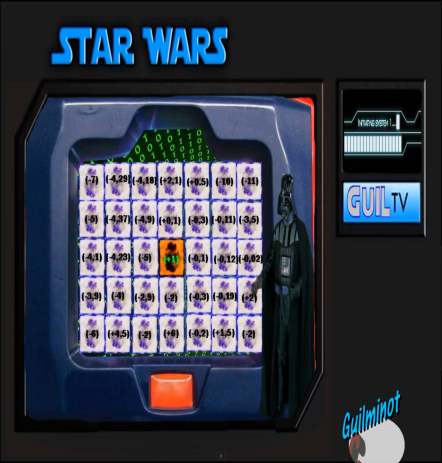 STAR WARS
INITIATING SYSTEM 1 ...
GUILTV
(-7) (-4,29) (-4,18) (+2,1) (+0,5) (-10) (-11)
(-5) (-4,37) (-4,9) (+0,1) (-0,3) (-0,11) (-3,5)
(-4,1) (-4,23) (-5) (+1) (-0,1) (-0,12) (-0,02)
(-3,9) (-4) (-2,9) (-2) (-0,3) (-0,19) (+2)
(-6) (+4,5) (-2) (+6) (-0,2) (+1,5) (-2)
Guilminot